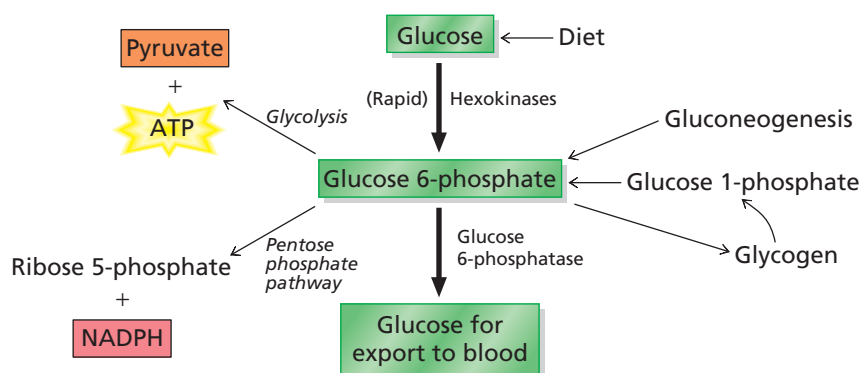 Pyruvate
+
ATP
Glucose
Diet
(Rapid)
Hexokinases
Glycolysis
Gluconeogenesis
Glucose 6-phosphate
Glucose 1-phosphate
Glycogen
Pentose
phosphate
pathway
Glucose
6-phosphatase
Ribose 5-phosphate
+
NADPH
Glucose for
export to blood